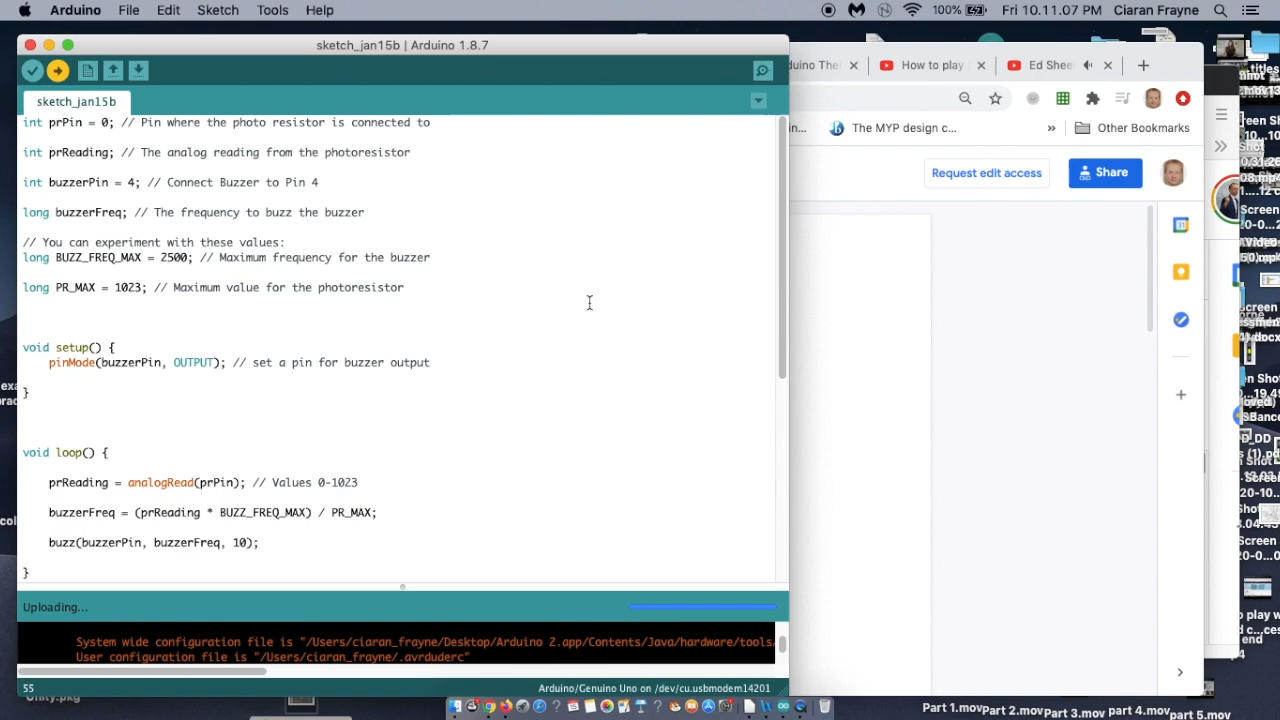 Arduino File Edit Sketch Tools Help 100% Fri 10.11.07
sketch_jan15b | Arduino 1.8.7
sketch_jan15b
int prPin = 0; // Pin where the photo resistor is connected to
int prReading; // The analog reading from the photoresistor
int buzzerPin = 4; // Connect Buzzer to Pin 4
long buzzerFreq; // The frequency to buzz the buzzer
// You can experiment with these values:
long BUZZ_FREQ_MAX = 2500; // Maximum frequency for the buzzer
long PR_MAX = 1023; // Maximum value for the photoresistor
void setup() {
pinMode(buzzerPin, OUTPUT); // set a pin for buzzer output
}
void loop() {
prReading = analogRead(prPin); // Values 0-1023
buzzerFreq = (prReading * BUZZ_FREQ_MAX) / PR_MAX;
buzz(buzzerPin, buzzerFreq, 10);
}
Uploading...
System wide configuration file is "/Users/ciaran_frayne/Desktop/Arduino 2.app/Contents/Java/hardware/tools
User configuration file is "/Users/ciaran_frayne/.avrduderc"
55
Arduino/Genuino Uno on /dev/cu.usbmodem14201
duino Ther
How to play
Ed Sheer
The MYP design c...
Other Bookmarks
Request edit access
Share
titles
Unity.pkg
Part 1.mov
part 2.mov
Part 3.mov
part 4.mov
part 5.mov